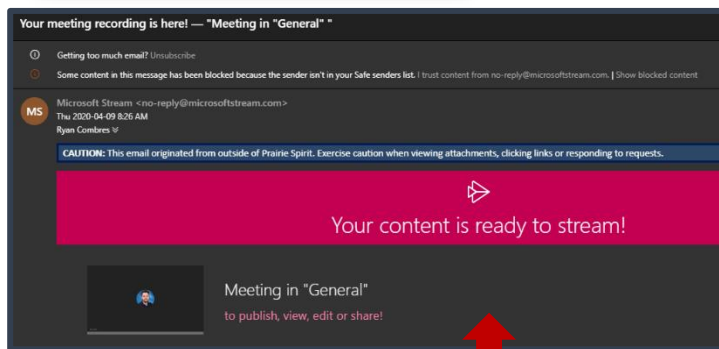 Your meeting recording is here! — "Meeting in "General" "
Getting too much email? Unsubscribe
Some content in this message has been blocked because the sender isn't in your Safe senders list. I trust content from no-reply@microsoftstream.com. | Show blocked content
MS
Microsoft Stream <no-reply@microsoftstream.com>
Thu 2020-04-09 8:26 AM
Ryan Combres
CAUTION: This email originated from outside of Prairie Spirit. Exercise caution when viewing attachments, clicking links or responding to requests.
Your content is ready to stream!
Meeting in "General"
to publish, view, edit or share!